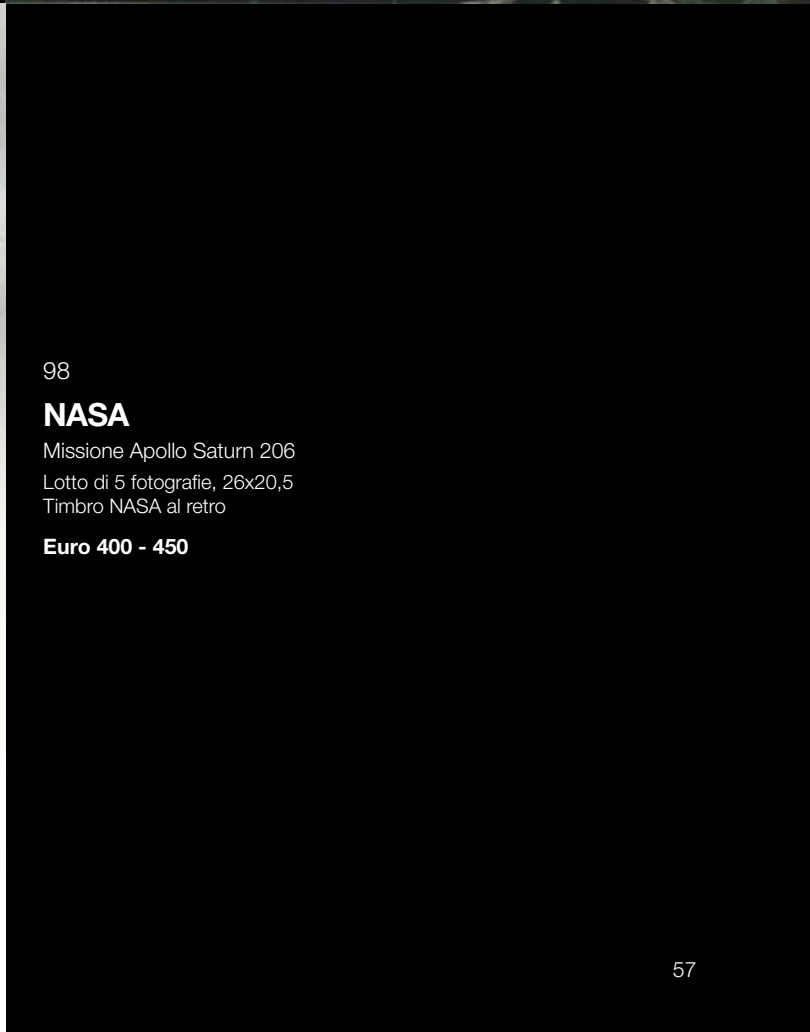 98
NASA
Missione Apollo Saturn 206
Lotto di 5 fotografie, 26x20,5
Timbro NASA al retro
Euro 400 - 450
57